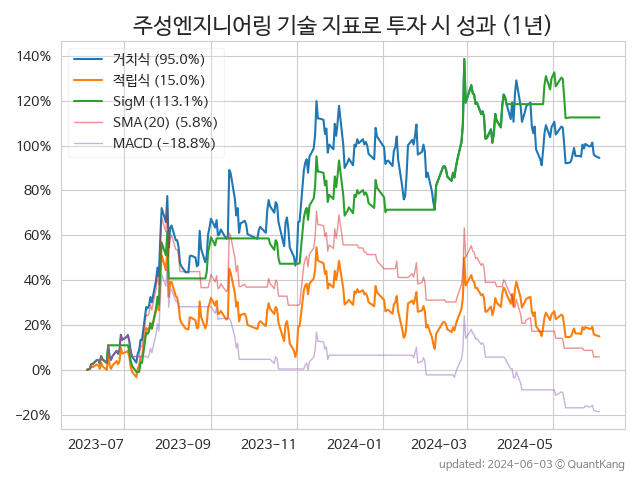 주성엔지니어링 기술 지표로 투자 시 성과 (1년)
거치식 (95.0%)
적립식 (15.0%)
SigM (113.1%)
SMA(20) (5.8%)
MACD (−18.8%)
140%
120%
100%
80%
60%
40%
20%
0%
−20%
2023-07 2023-09 2023-11 2024-01 2024-03 2024-05
updated: 2024-06-03 © QuantKang